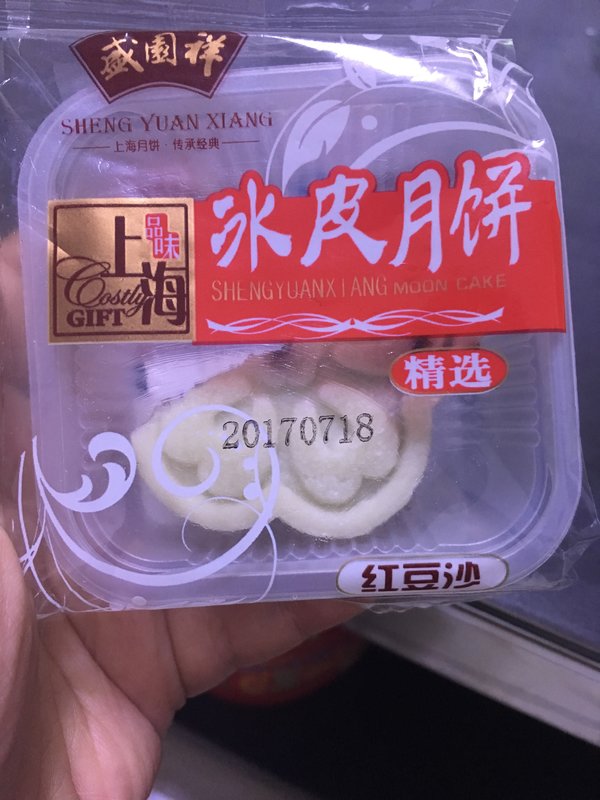 盛園祥
SHENG YUAN XIANG
上海月饼·传承经典
品味
上海
Costly
GIFT
冰皮月饼
SHENGYUANXIANG MOON CAKE
精选
20170718
红豆沙